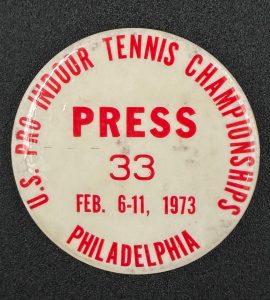 U.S. PRO INDOOR TENNIS CHAMPIONSHIPS
PRESS
33
FEB. 6-11, 1973
PHILADELPHIA